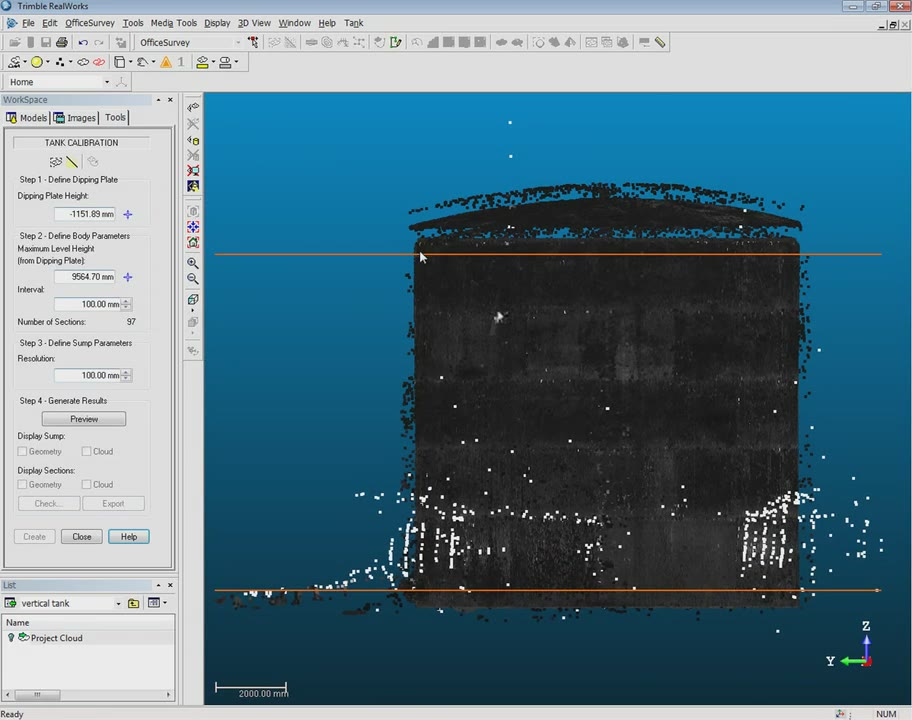 Trimble RealWorks
File Edit OfficeSurvey Tools Media Tools Display 3D View Window Help Tank
OfficeSurvey
1
Home
WorkSpace
Models Images Tools
TANK CALIBRATION
Step 1 - Define Dipping Plate
Dipping Plate Height:
-1151.89 mm
Step 2 - Define Body Parameters
Maximum Level Height
(from Dipping Plate):
9564.70 mm
Interval:
100.00 mm
Number of Sections: 97
Step 3 - Define Sump Parameters
Resolution:
100.00 mm
Step 4 - Generate Results
Preview
Display Sump:
Geometry Cloud
Display Sections:
Geometry Cloud
Check... Export
Create Close Help
List
vertical tank
Name
Project Cloud
Z
Y
2000.00 mm
Ready
NUM